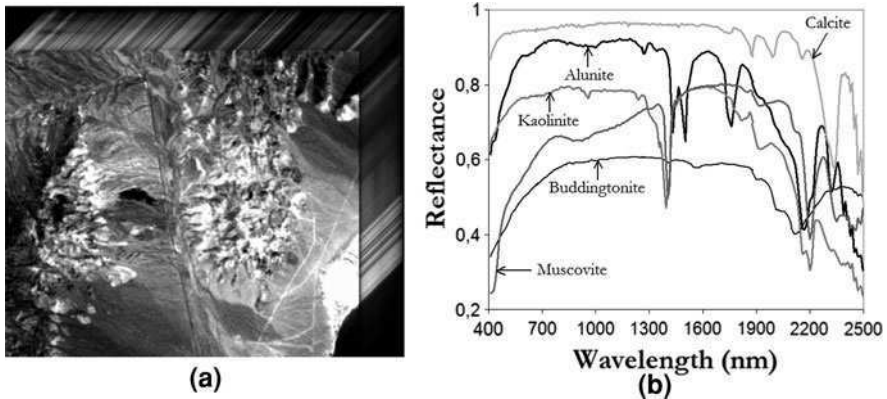 (a)
Reflectance
1
0,8
0,6
0,4
0,2
Calcite
Alunite
Kaolinite
Buddingtonite
Muscovite
400 700 1000 1300 1600 1900 2200 2500
Wavelength (nm)
(b)